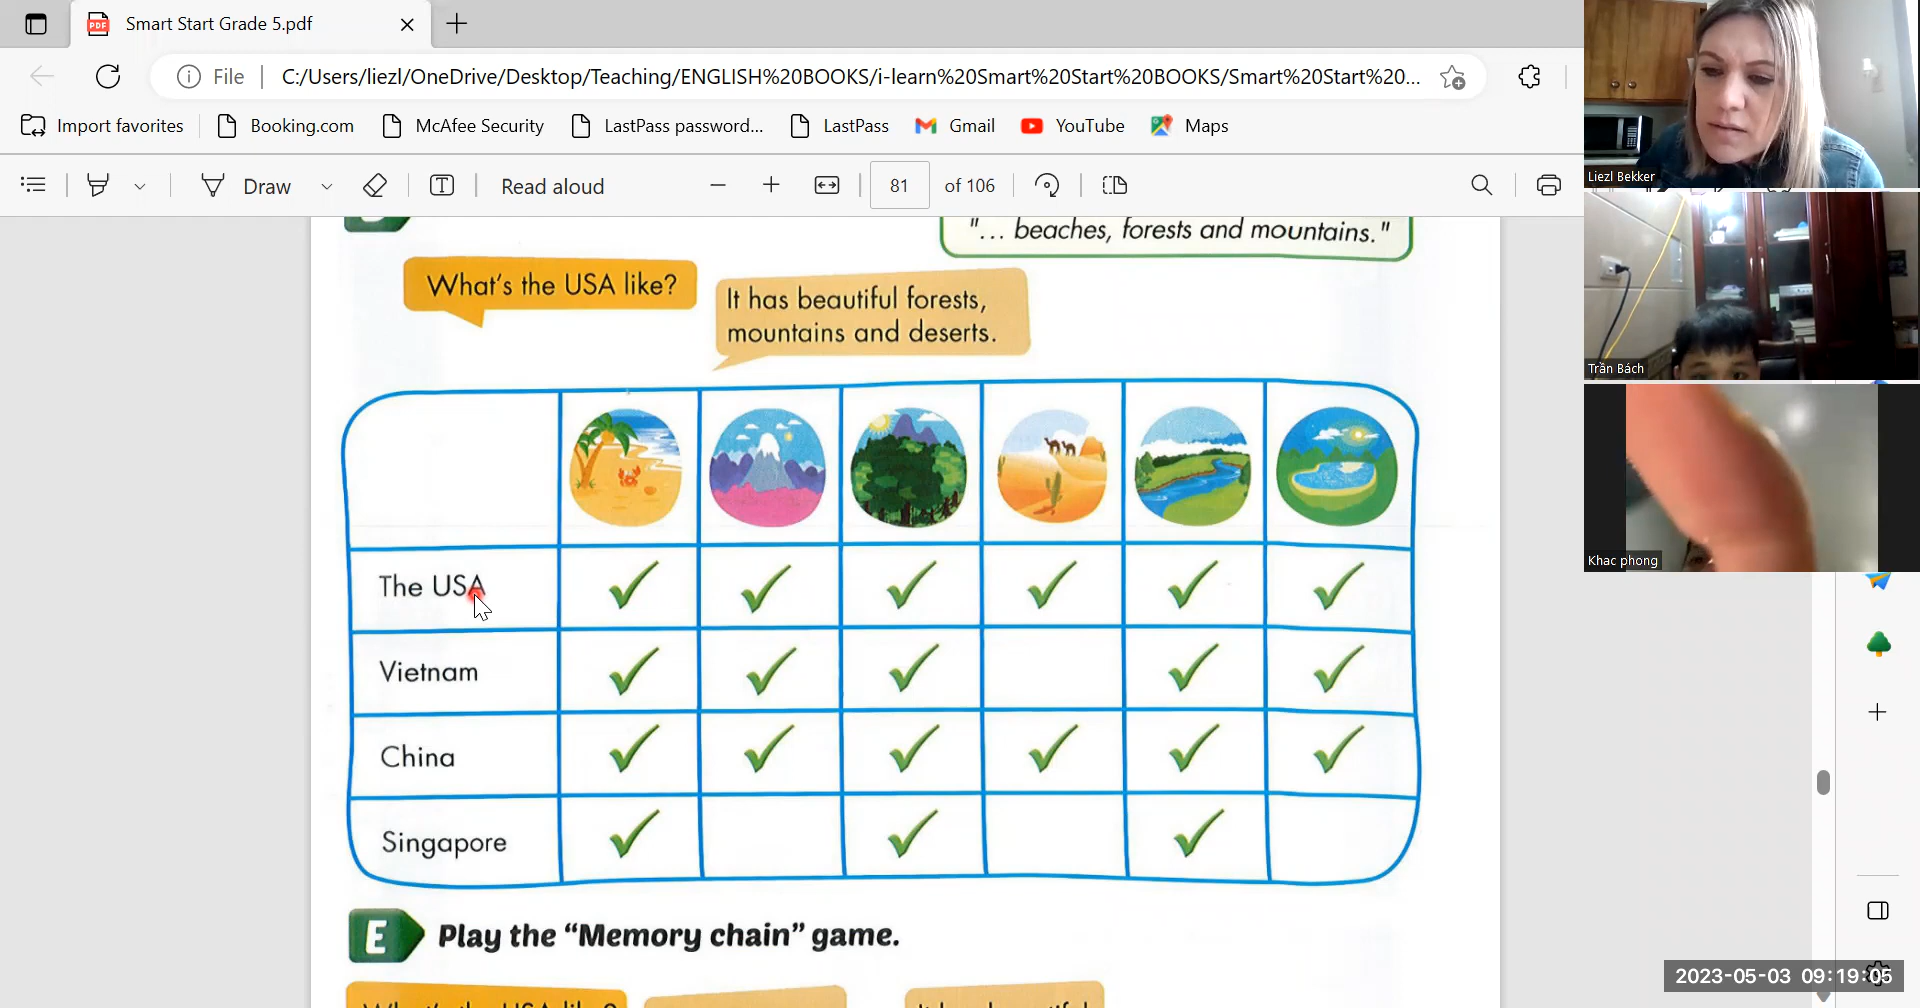 Smart Start Grade 5.pdf
File
C:/Users/liezl/OneDrive/Desktop/Teaching/ENGLISH%20BOOKS/i-learn%20Smart%20Start%20BOOKS/Smart%20Start%20...
Import favorites
Booking.com
McAfee Security
LastPass password...
LastPass
Gmail
YouTube
Maps
Draw
Read aloud
81
of 106
"... beaches, forests and mountains."
What's the USA like?
It has beautiful forests,
mountains and deserts.
The USA
Vietnam
China
Singapore
E
Play the “Memory chain” game.
Liezl Bekker
Trần Bách
Khac phong
2023-05-03 09:19:05